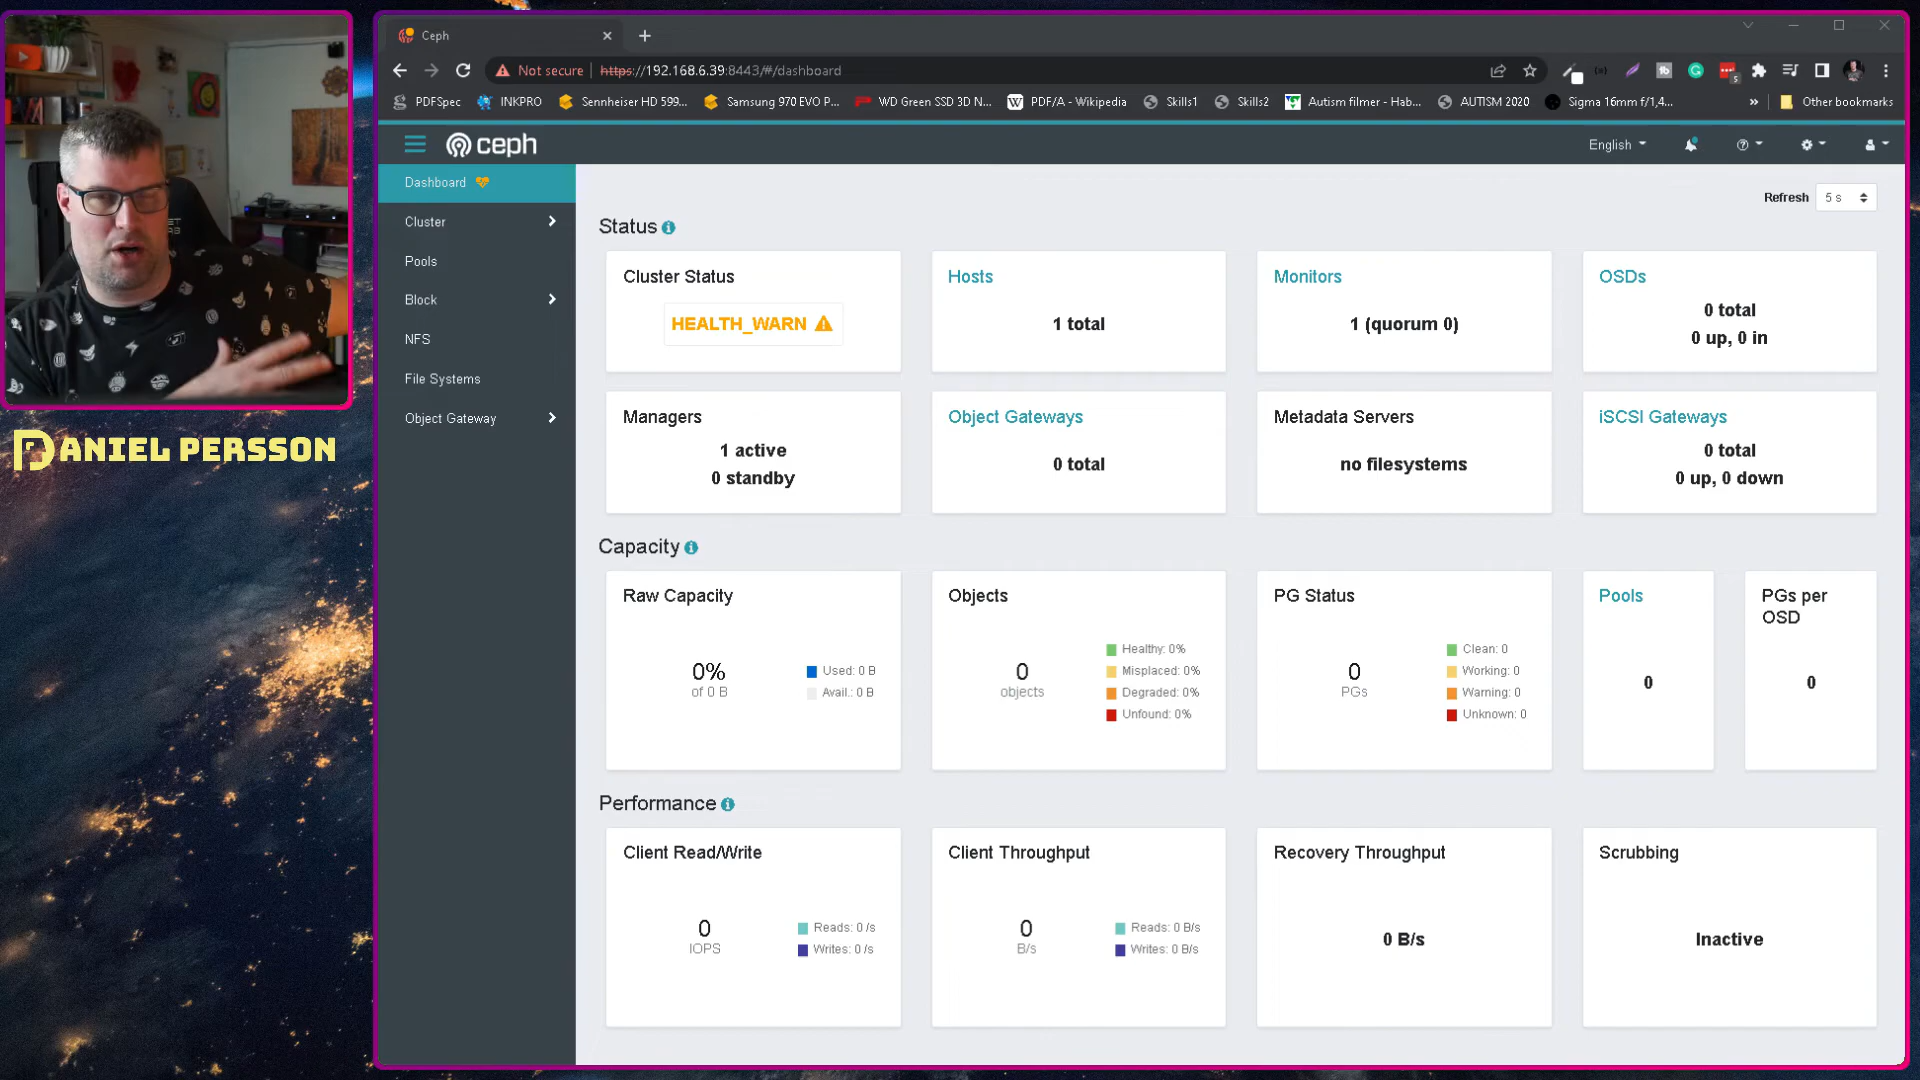 DANIEL PERSSON
Ceph
Not secure https://192.168.6.39:8443/#/dashboard
PDFSpec INKPRO Sennheiser HD 599... Samsung 970 EVO P... WD Green SSD 3D N... PDF/A - Wikipedia Skills1 Skills2 Autism filmer - Hab... AUTISM 2020 Sigma 16mm f/1,4... » Other bookmarks
ceph English
Dashboard
Cluster
Pools
Block
NFS
File Systems
Object Gateway
Refresh 5 s
Status
Cluster Status
HEALTH_WARN
Hosts
1 total
Monitors
1 (quorum 0)
OSDs
0 total
0 up, 0 in
Managers
1 active
0 standby
Object Gateways
0 total
Metadata Servers
no filesystems
iSCSI Gateways
0 total
0 up, 0 down
Capacity
Raw Capacity
0%
of 0 B
Used: 0 B
Avail.: 0 B
Objects
0
objects
Healthy: 0%
Misplaced: 0%
Degraded: 0%
Unfound: 0%
PG Status
0
PGs
Clean: 0
Working: 0
Warning: 0
Unknown: 0
Pools
0
PGs per
OSD
0
Performance
Client Read/Write
0
IOPS
Reads: 0 /s
Writes: 0 /s
Client Throughput
0
B/s
Reads: 0 B/s
Writes: 0 B/s
Recovery Throughput
0 B/s
Scrubbing
Inactive